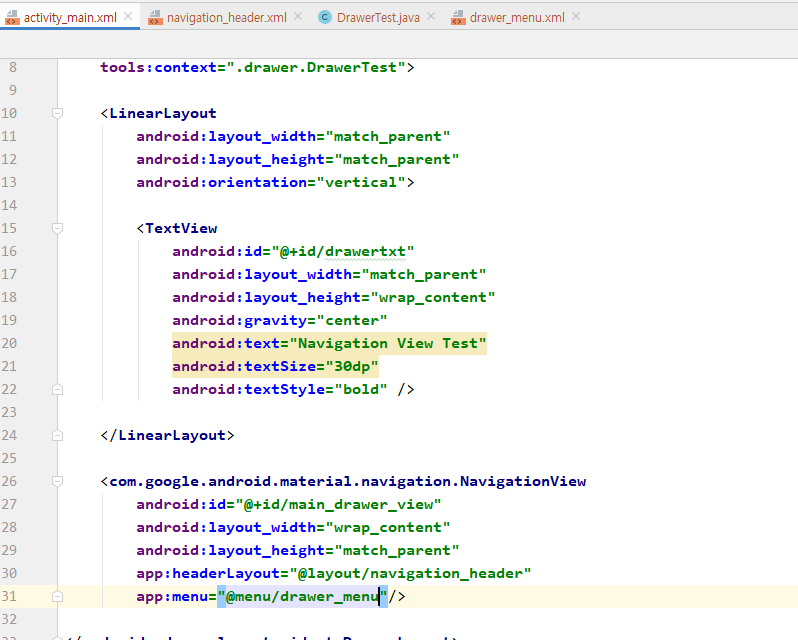 activity_main.xml navigation_header.xml DrawerTest.java drawer_menu.xml
8 tools:context=".drawer.DrawerTest">
9
10 <LinearLayout
11 android:layout_width="match_parent"
12 android:layout_height="match_parent"
13 android:orientation="vertical">
14
15 <TextView
16 android:id="@+id/drawertxt"
17 android:layout_width="match_parent"
18 android:layout_height="wrap_content"
19 android:gravity="center"
20 android:text="Navigation View Test"
21 android:textSize="30dp"
22 android:textStyle="bold" />
23
24 </LinearLayout>
25
26 <com.google.android.material.navigation.NavigationView
27 android:id="@+id/main_drawer_view"
28 android:layout_width="wrap_content"
29 android:layout_height="match_parent"
30 app:headerLayout="@layout/navigation_header"
31 app:menu="@menu/drawer_menu"/>
32